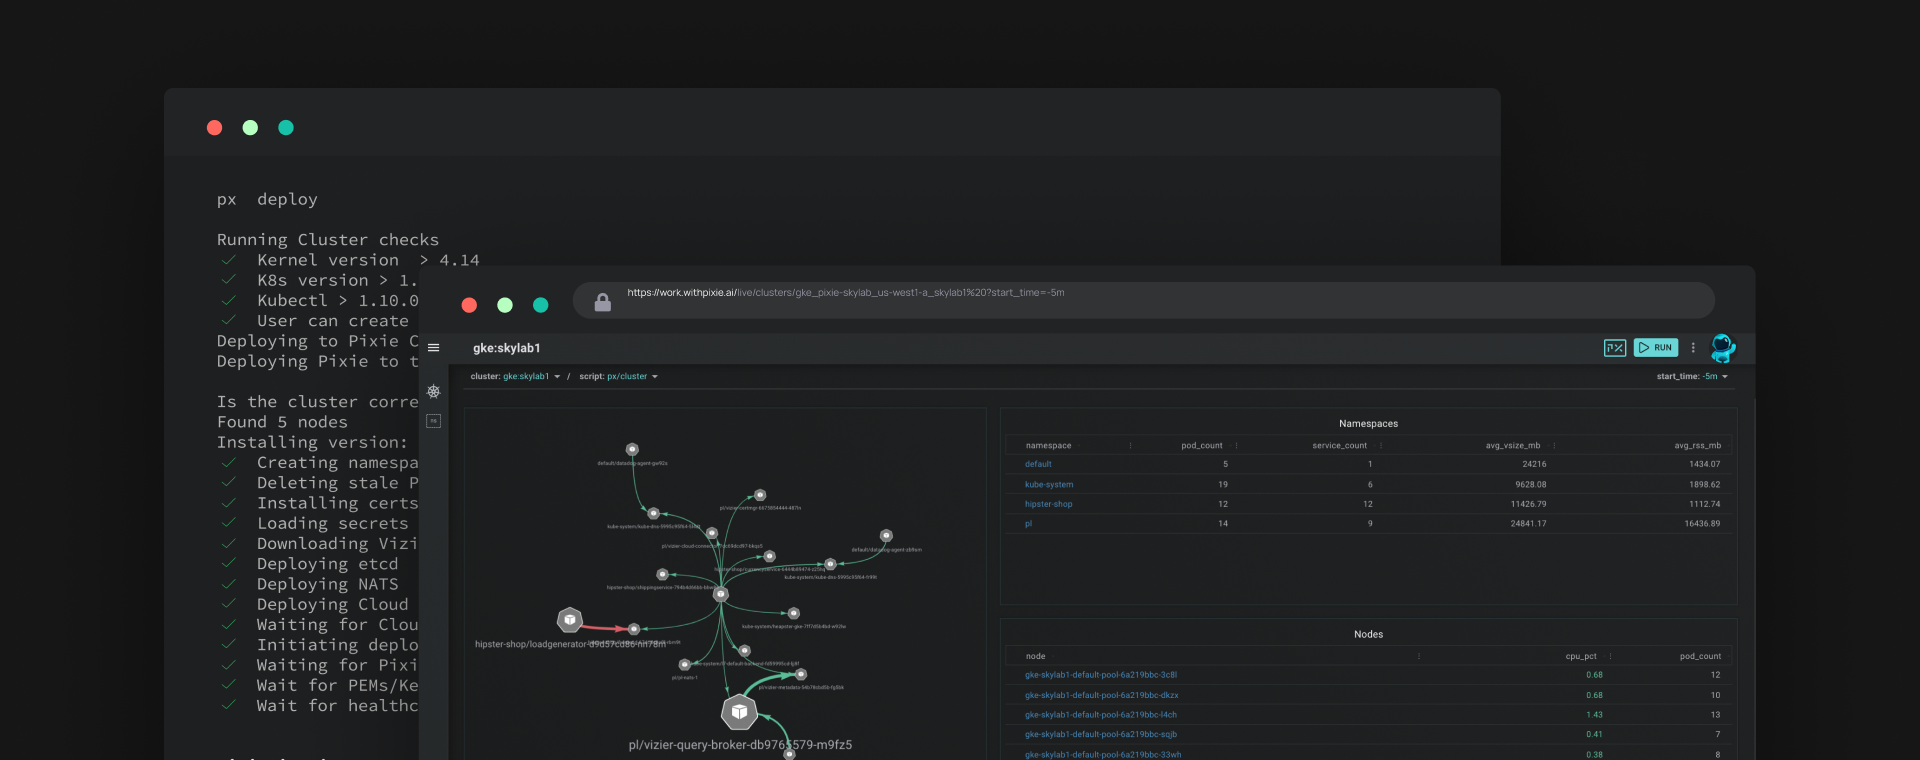 px deploy
Running Cluster checks
Kernel version > 4.14
K8s version > 1.
Kubectl > 1.10.0
User can create
Deploying to Pixie C
Deploying Pixie to t
Is the cluster corre
Found 5 nodes
Installing version:
Creating namespa
Deleting stale P
Installing certs
Loading secrets
Downloading Vizi
Deploying etcd
Deploying NATS
Deploying Cloud
Waiting for Clou
Initiating deplo
Waiting for Pixi
Wait for PEMs/Ke
Wait for healthc
https://work.withpixie.ai/live/clusters/gke_pixie-skylab_us-west1-a_skylab1%20?start_time=-5m
gke:skylab1
RUN
cluster: gke:skylab1 / script: px/cluster
start_time: -5m
hipster-shop/loadgenerator-d9d57cd86-nn78m
pl/pl-nats-1
pl/vizier-query-broker-db9765579-m9fz5
Namespaces
namespace pod_count service_count avg_vsize_mb avg_rss_mb
default 5 1 24216 1434.07
kube-system 19 6 9628.08 1898.62
hipster-shop 12 12 11426.79 1112.74
pl 14 9 24841.17 16436.89
Nodes
node cpu_pct pod_count
gke-skylab1-default-pool-6a219bbc-3c8l 0.68 12
gke-skylab1-default-pool-6a219bbc-dkzx 0.68 10
gke-skylab1-default-pool-6a219bbc-l4ch 1.43 13
gke-skylab1-default-pool-6a219bbc-sqjb 0.41 7
gke-skylab1-default-pool-6a219bbc-33wh 0.38 8